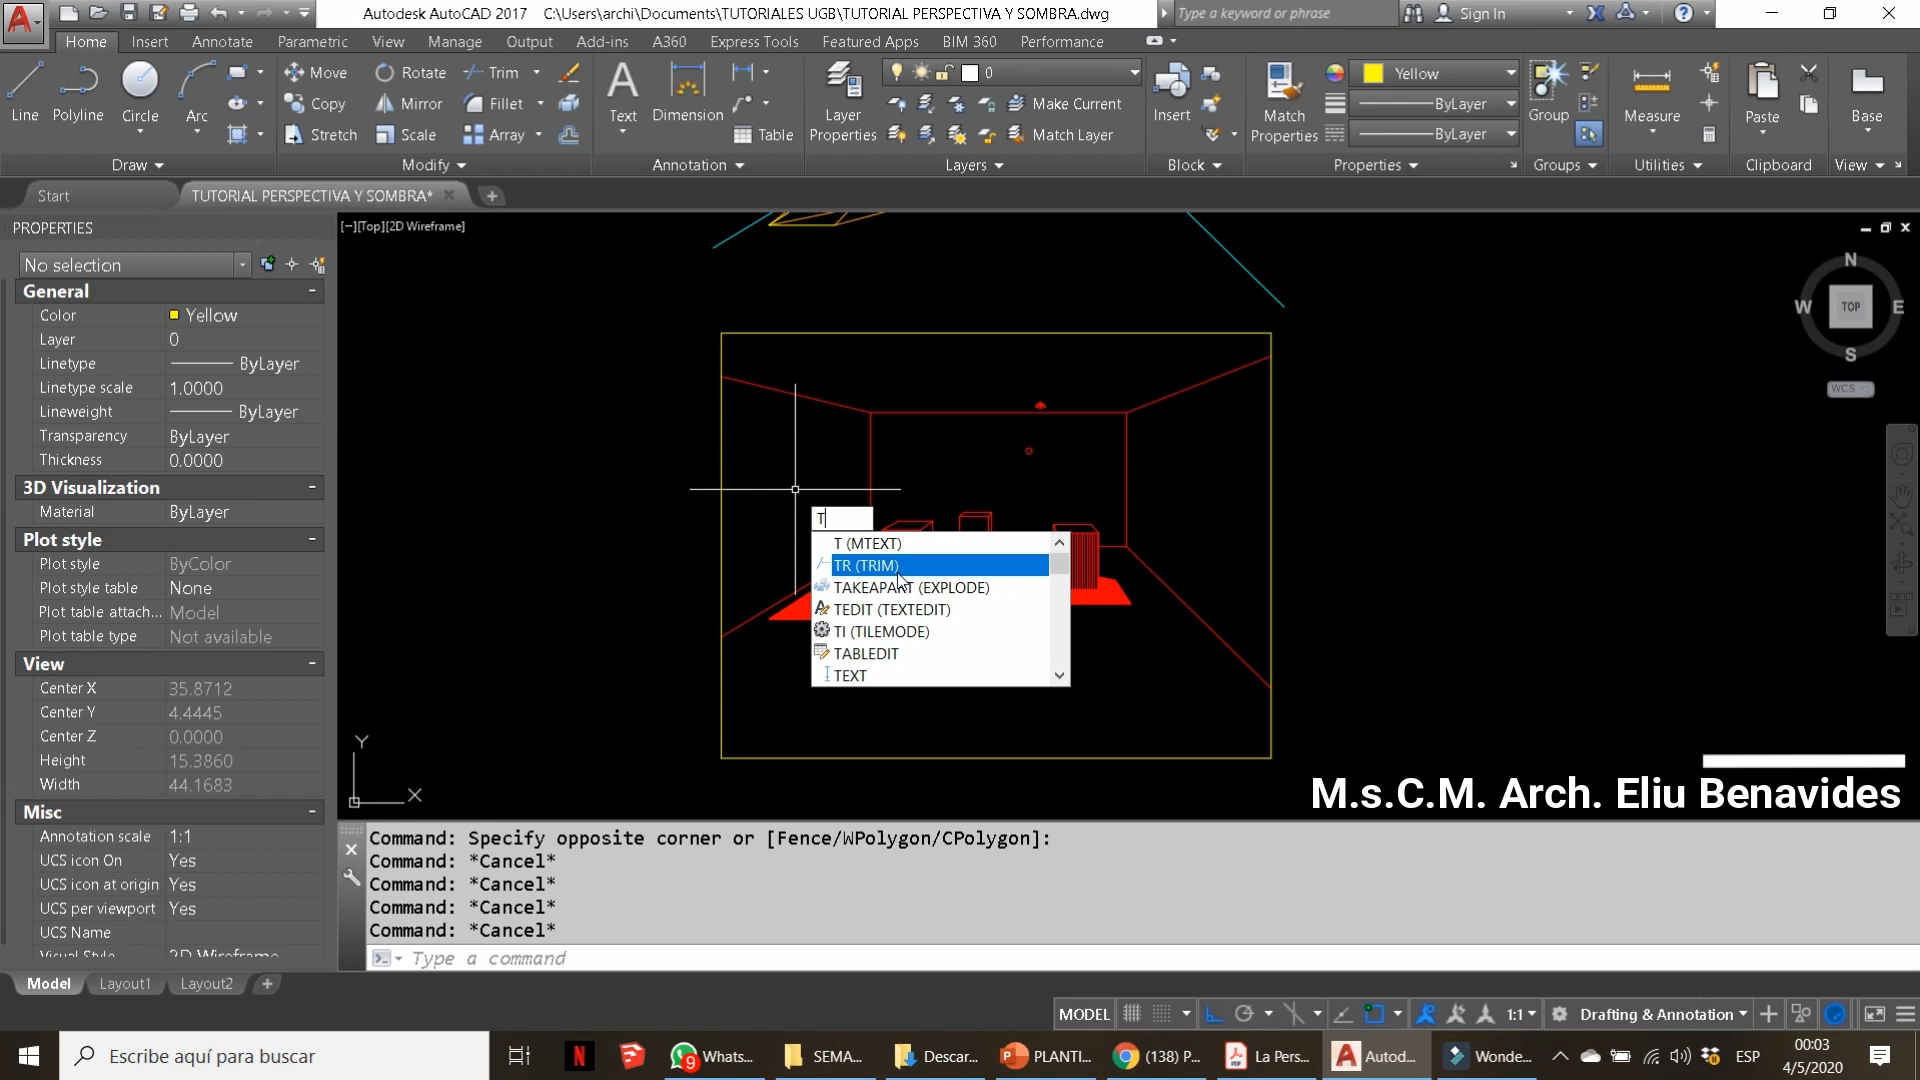 Autodesk AutoCAD 2017 C:\Users\archi\Documents\TUTORIALES UGB\TUTORIAL PERSPECTIVA Y SOMBRA.dwg
Type a keyword or phrase
Sign In
Home Insert Annotate Parametric View Manage Output Add-ins A360 Express Tools Featured Apps BIM 360 Performance
Line Polyline Circle Arc
Move Rotate Trim
Copy Mirror Fillet
Stretch Scale Array
Text Dimension Table
Layer Properties
0
Make Current
Match Layer
Insert
Match Properties
Yellow
ByLayer
ByLayer
Group Measure Paste Base
Draw Modify Annotation Layers Block Properties Groups Utilities Clipboard View
Start TUTORIAL PERSPECTIVA Y SOMBRA*
PROPERTIES
No selection
General
Color Yellow
Layer 0
Linetype ByLayer
Linetype scale 1.0000
Lineweight ByLayer
Transparency ByLayer
Thickness 0.0000
3D Visualization
Material ByLayer
Plot style
Plot style ByColor
Plot style table None
Plot table attach... Model
Plot table type Not available
View
Center X 35.8712
Center Y 4.4445
Center Z 0.0000
Height 15.3860
Width 44.1683
Misc
Annotation scale 1:1
UCS icon On Yes
UCS icon at origin Yes
UCS per viewport Yes
UCS Name
Visual Style 2D Wireframe
[−][Top][2D Wireframe]
N
W TOP E
S
WCS
T
T (MTEXT)
TR (TRIM)
TAKEAPART (EXPLODE)
TEDIT (TEXTEDIT)
TI (TILEMODE)
TABLEDIT
TEXT
Y
X
M.s.C.M. Arch. Eliu Benavides
Command: Specify opposite corner or [Fence/WPolygon/CPolygon]:
Command: *Cancel*
Command: *Cancel*
Command: *Cancel*
Command: *Cancel*
Type a command
Model Layout1 Layout2
MODEL 1:1 Drafting & Annotation
Escribe aquí para buscar
9
Whats... SEMA... Descar... PLANTI... (138) P... La Pers... Autod... Wonde...
ESP
00:03
4/5/2020